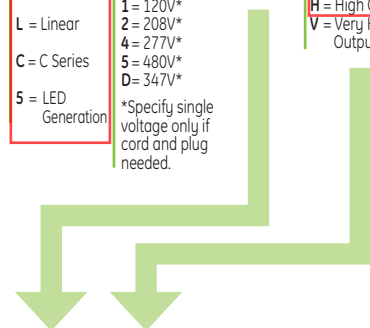 L = Linear
C = C Series
5 = LED
Generation
1 = 120V*
2 = 208V*
4 = 277V*
5 = 480V*
D= 347V*
*Specify single
voltage only if
cord and plug
needed.
H = High
V = Very
Outpu